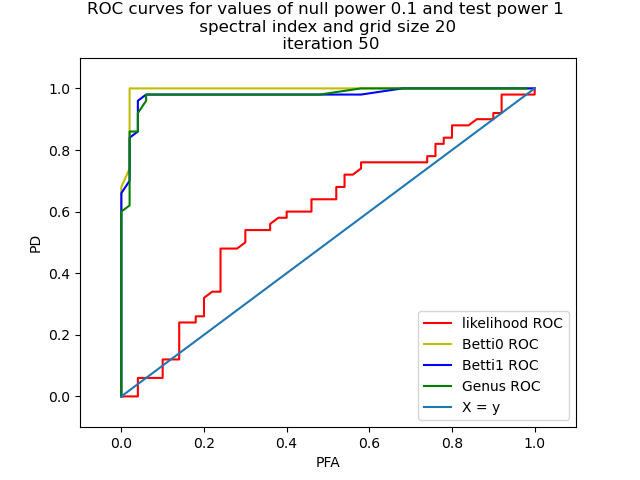 ROC curves for values of null power 0.1 and test power 1
spectral index and grid size 20
iteration 50
1.0
0.8
0.6
0.4
0.2
0.0
PD
likelihood ROC
Betti0 ROC
Betti1 ROC
Genus ROC
X = y
0.0 0.2 0.4 0.6 0.8 1.0
PFA